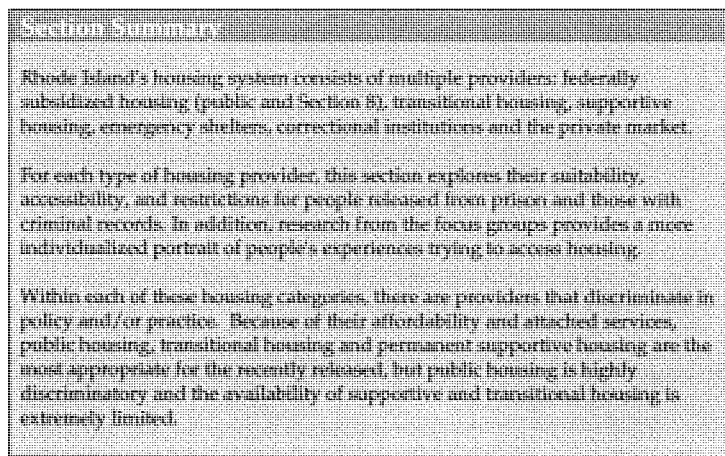 Section Summary
Rhode Island's housing system consists of multiple providers: federally
subsidized housing (public and Section 8), transitional housing, supportive
housing, emergency shelters, correctional institutions and the private market.
For each type of housing provider, this section explores their suitability,
accessibility, and restrictions for people released from prison and those with
criminal records. In addition, research from the focus groups provides a more
individualized portrait of people's experiences trying to access housing.
Within each of these housing categories, there are providers that discriminate in
policy and/or practice. Because of their affordability and attached services,
public housing, transitional housing and permanent supportive housing are the
most appropriate for the recently released, but public housing is highly
discriminatory and the availability of supportive and transitional housing is
extremely limited.